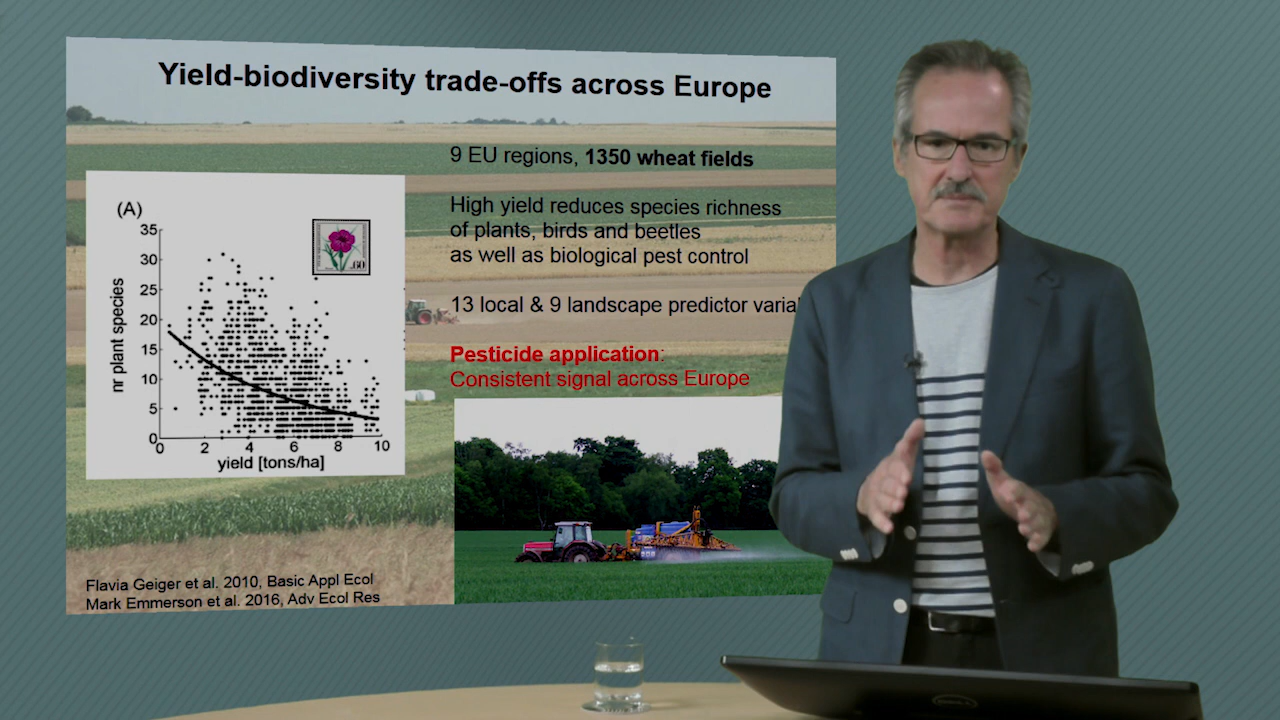 Yield-biodiversity trade-offs across Europe
9 EU regions, 1350 wheat fields
High yield reduces species richness
of plants, birds and beetles
as well as biological pest control
13 local & 9 landscape predictor
Pesticide application:
Consistent signal across Europe
(A)
nr plant species
35
30
25
20
15
10
5
0
0
2
4
6
8
10
yield [tons/ha]
60
Flavia Geiger et al. 2010, Basic Appl Ecol
Mark Emmerson et al. 2016, Adv Ecol Res
DELL